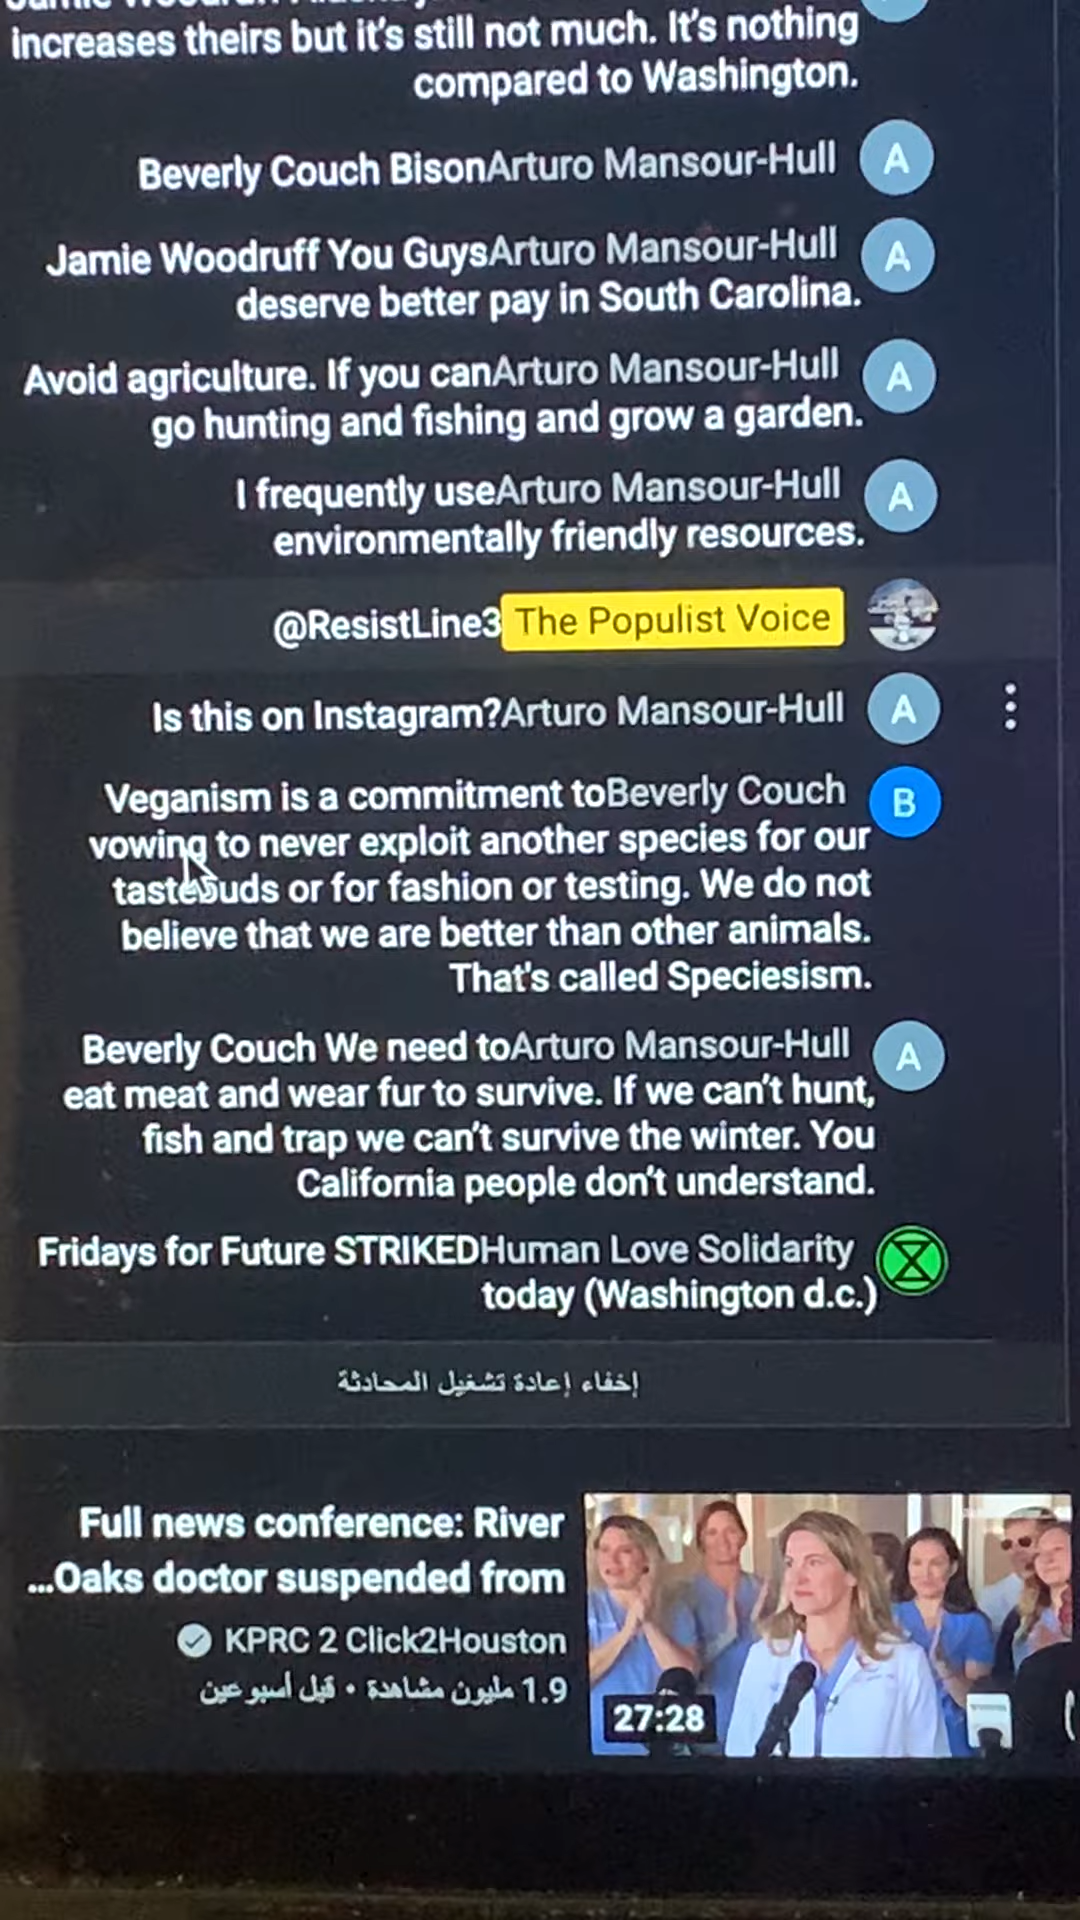 increases theirs but it's still not much. It's nothing
compared to Washington.
Beverly Couch BisonArturo Mansour-Hull
A
Jamie Woodruff You GuysArturo Mansour-Hull
A
deserve better pay in South Carolina.
Avoid agriculture. If you canArturo Mansour-Hull
A
go hunting and fishing and grow a garden.
I frequently useArturo Mansour-Hull
A
environmentally friendly resources.
@ResistLine3 The Populist Voice
Is this on Instagram?Arturo Mansour-Hull
A
Veganism is a commitment toBeverly Couch
B
vowing to never exploit another species for our
tastebuds or for fashion or testing. We do not
believe that we are better than other animals.
That's called Speciesism.
Beverly Couch We need toArturo Mansour-Hull
A
eat meat and wear fur to survive. If we can't hunt,
fish and trap we can't survive the winter. You
California people don't understand.
Fridays for Future STRIKEDHuman Love Solidarity
today (Washington d.c.)
إخفاء إعادة تشغيل المحادثة
Full news conference: River
...Oaks doctor suspended from
KPRC 2 Click2Houston
1.9 مليون مشاهدة • قبل أسبوعين
27:28